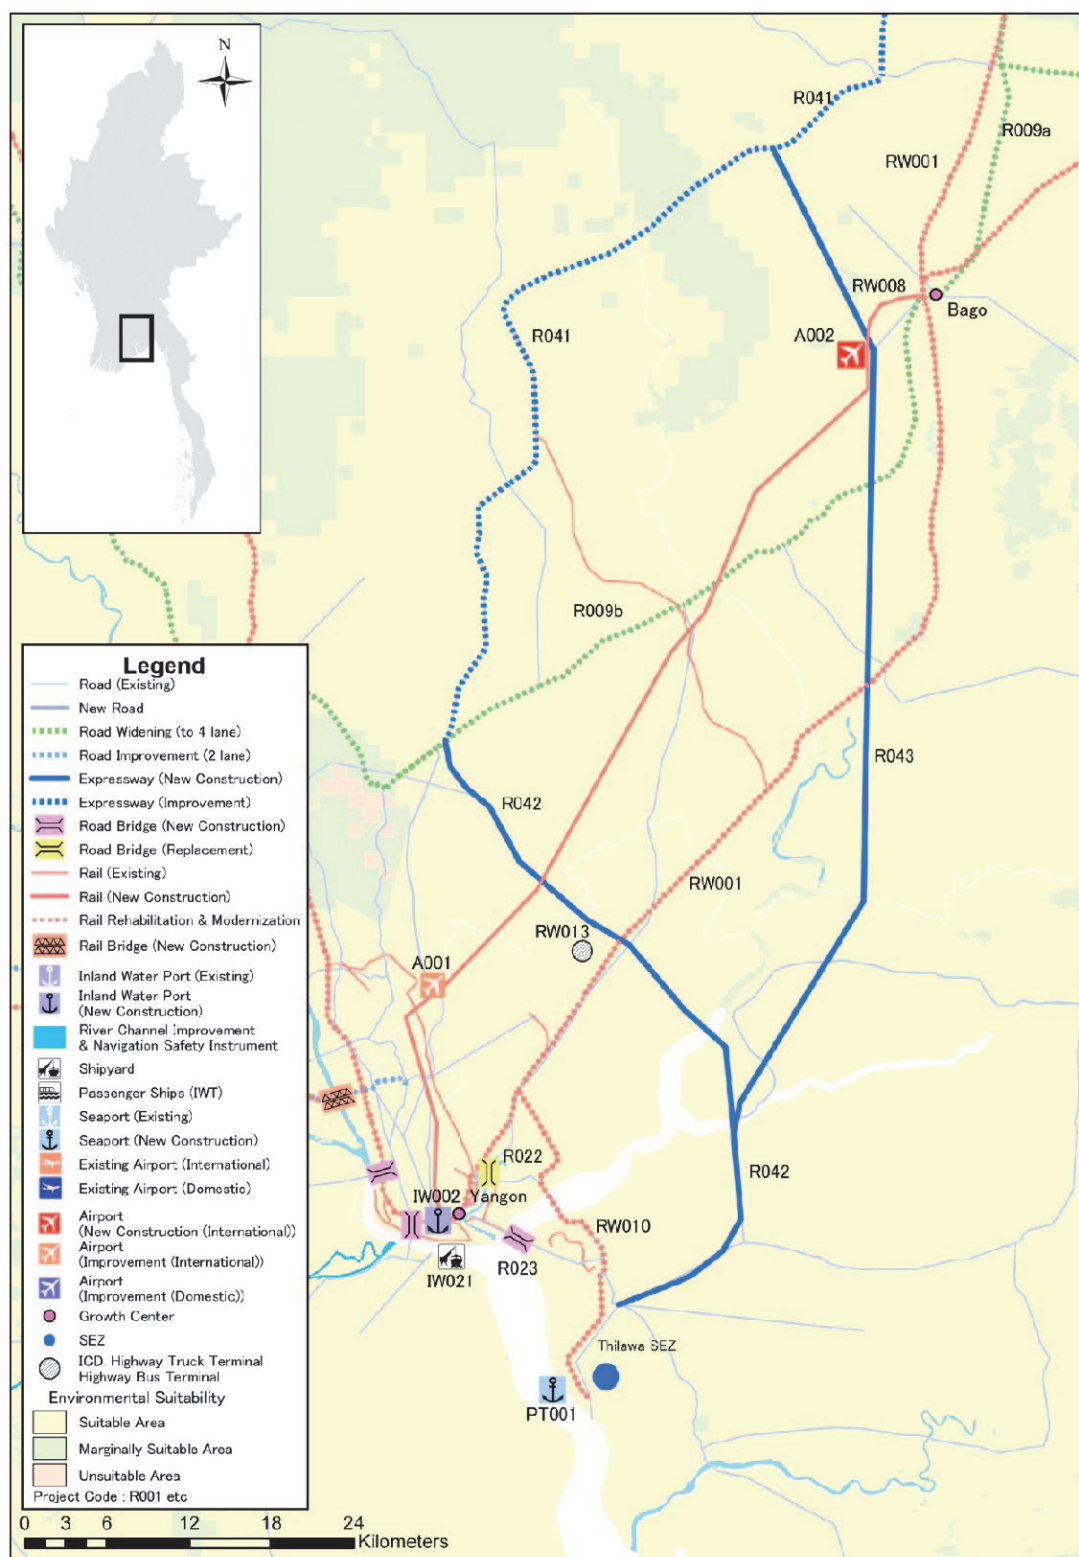 N
R041
R009a
RW001
RW008
Bago
A002
R041
R009b
R043
R042
RW001
RW013
A001
R022
IW002
Yangon
R042
RW010
R023
IW021
Thilawa SEZ
PT001
Legend
Road (Existing)
New Road
Road Widening (to 4 lane)
Road Improvement (2 lane)
Expressway (New Construction)
Expressway (Improvement)
Road Bridge (New Construction)
Road Bridge (Replacement)
Rail (Existing)
Rail (New Construction)
Rail Rehabilitation & Modernization
Rail Bridge (New Construction)
Inland Water Port (Existing)
Inland Water Port
(New Construction)
River Channel Improvement
& Navigation Safety Instrument
Shipyard
Passenger Ships (IWT)
Seaport (Existing)
Seaport (New Construction)
Existing Airport (International)
Existing Airport (Domestic)
Airport
(New Construction (International))
Airport
(Improvement (International))
Airport
(Improvement (Domestic))
Growth Center
SEZ
ICD, Highway Truck Terminal
Highway Bus Terminal
Environmental Suitability
Suitable Area
Marginally Suitable Area
Unsuitable Area
Project Code : R001 etc
0 3 6 12 18 24
Kilometers